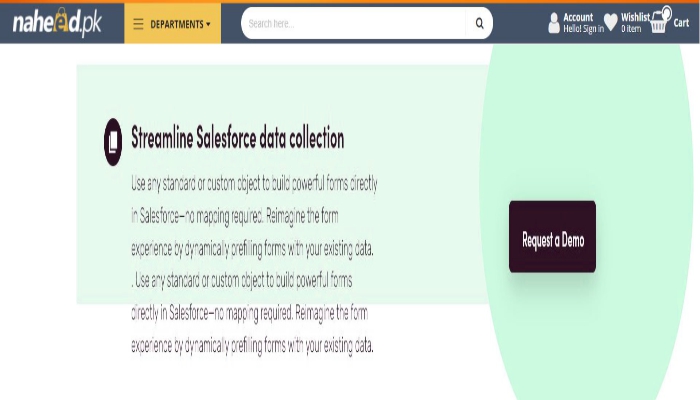 naheed.pk
DEPARTMENTS
Search here...
Account
Hello! Sign in
Wishlist
0 item
Cart
Streamline Salesforce data collection
Use any standard or custom object to build powerful forms directly
in Salesforce—no mapping required. Reimagine the form
experience by dynamically prefilling forms with your existing data.
. Use any standard or custom object to build powerful forms
directly in Salesforce—no mapping required. Reimagine the form
experience by dynamically prefilling forms with your existing data.
Request a Demo